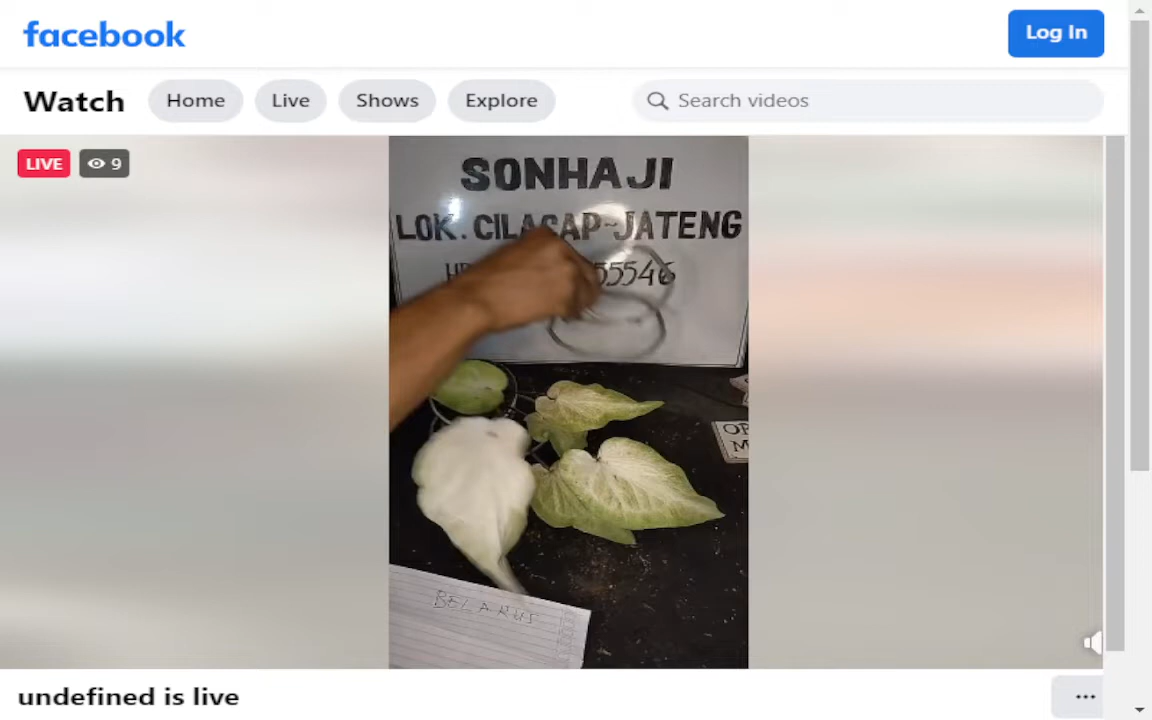 facebook
Log In
Watch
Home
Live
Shows
Explore
Search videos
LIVE
9
SONHAJI
LOK. CILACAP~JATENG
55546
BELARUS
undefined is live